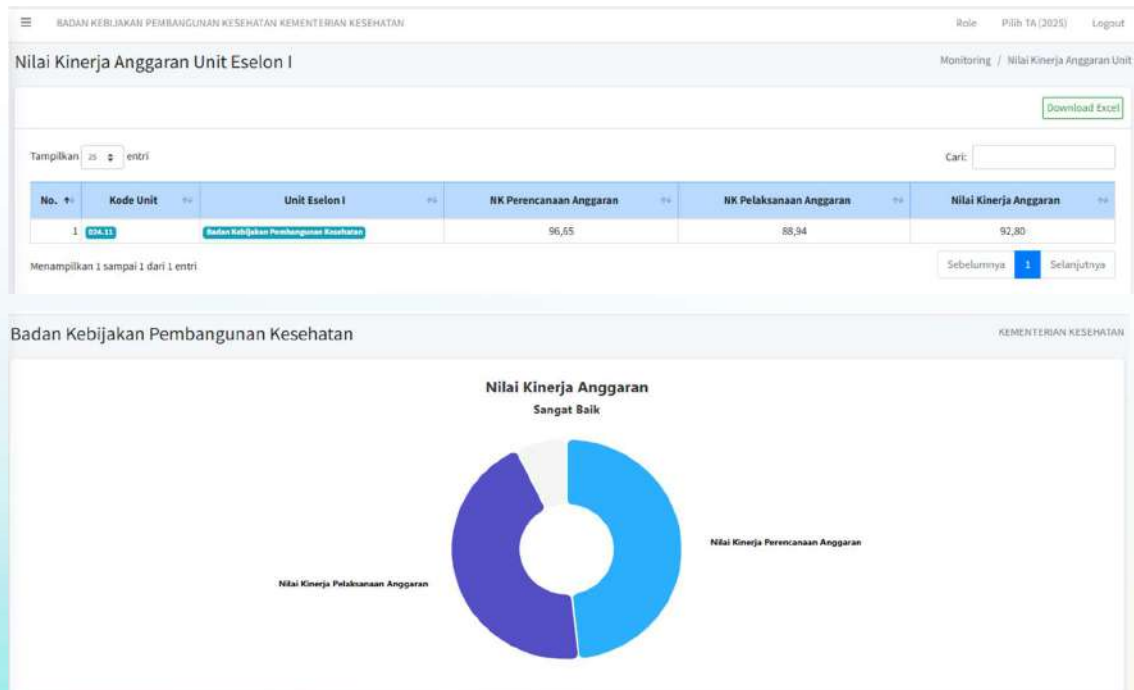 BADAN KEBIJAKAN PEMBANGUNAN KESEHATAN KEMENTERIAN KESEHATAN Role Pilih TA (2025) Logout
Nilai Kinerja Anggaran Unit Eselon I Monitoring / Nilai Kinerja Anggaran Unit
Download Excel
Tampilkan 25 entri Cari:
No. Kode Unit Unit Eselon I NK Perencanaan Anggaran NK Pelaksanaan Anggaran Nilai Kinerja Anggaran
1 024.11 Badan Kebijakan Pembangunan Kesehatan 96,65 88,94 92,80
Menampilkan 1 sampai 1 dari 1 entri Sebelumnya 1 Selanjutnya
Badan Kebijakan Pembangunan Kesehatan KEMENTERIAN KESEHATAN
Nilai Kinerja Anggaran
Sangat Baik
Nilai Kinerja Perencanaan Anggaran
Nilai Kinerja Pelaksanaan Anggaran